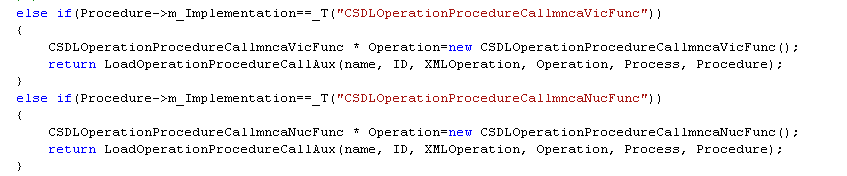 else if(Procedure->m_Implementation==_T("CSDLOperationProcedureCallmncaVicFunc"))
{
    CSDLOperationProcedureCallmncaVicFunc * Operation=new CSDLOperationProcedureCallmncaVicFunc();
    return LoadOperationProcedureCallAux(name, ID, XMLOperation, Operation, Process, Procedure);
}
else if(Procedure->m_Implementation==_T("CSDLOperationProcedureCallmncaNucFunc"))
{
    CSDLOperationProcedureCallmncaNucFunc * Operation=new CSDLOperationProcedureCallmncaNucFunc();
    return LoadOperationProcedureCallAux(name, ID, XMLOperation, Operation, Process, Procedure);
}